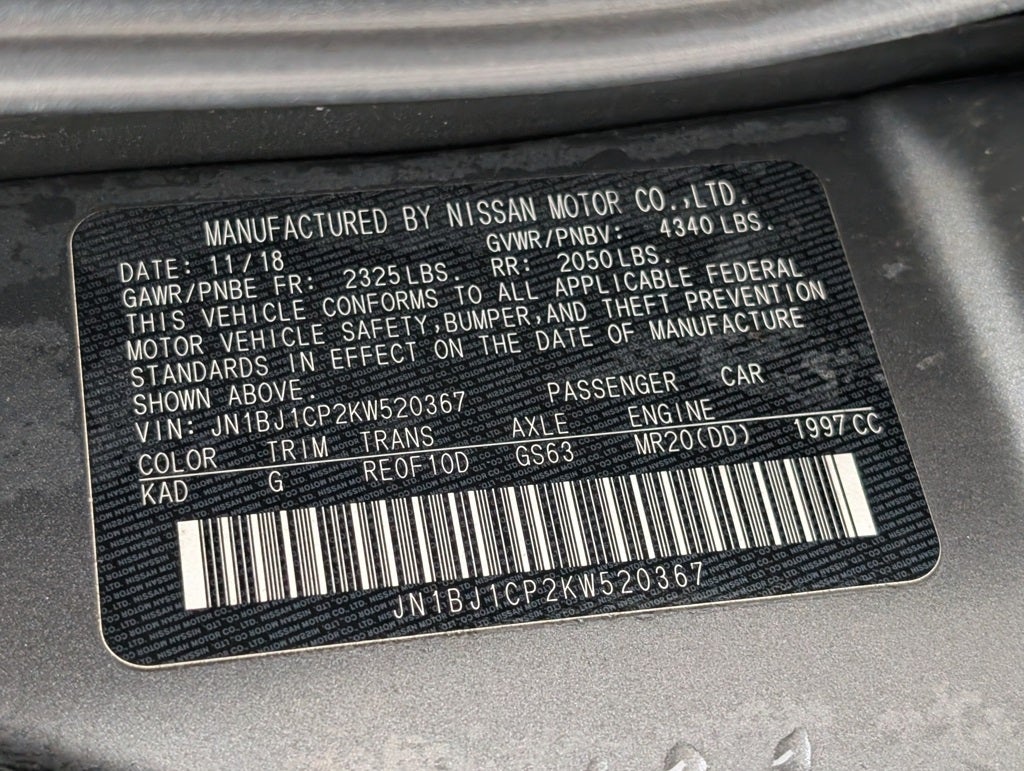 MANUFACTURED BY NISSAN MOTOR CO.,LTD.
DATE: 11/18 GVWR/PNBV: 4340 LBS.
GAWR/PNBE FR: 2325 LBS. RR: 2050 LBS.
THIS VEHICLE CONFORMS TO ALL APPLICABLE FEDERAL
MOTOR VEHICLE SAFETY,BUMPER,AND THEFT PREVENTION
STANDARDS IN EFFECT ON THE DATE OF MANUFACTURE
SHOWN ABOVE.
VIN: JN1BJ1CP2KW520367 PASSENGER CAR
COLOR TRIM TRANS AXLE ENGINE
KAD G RE0F10D GS63 MR20(DD) 1997 CC
JN1BJ1CP2KW520367